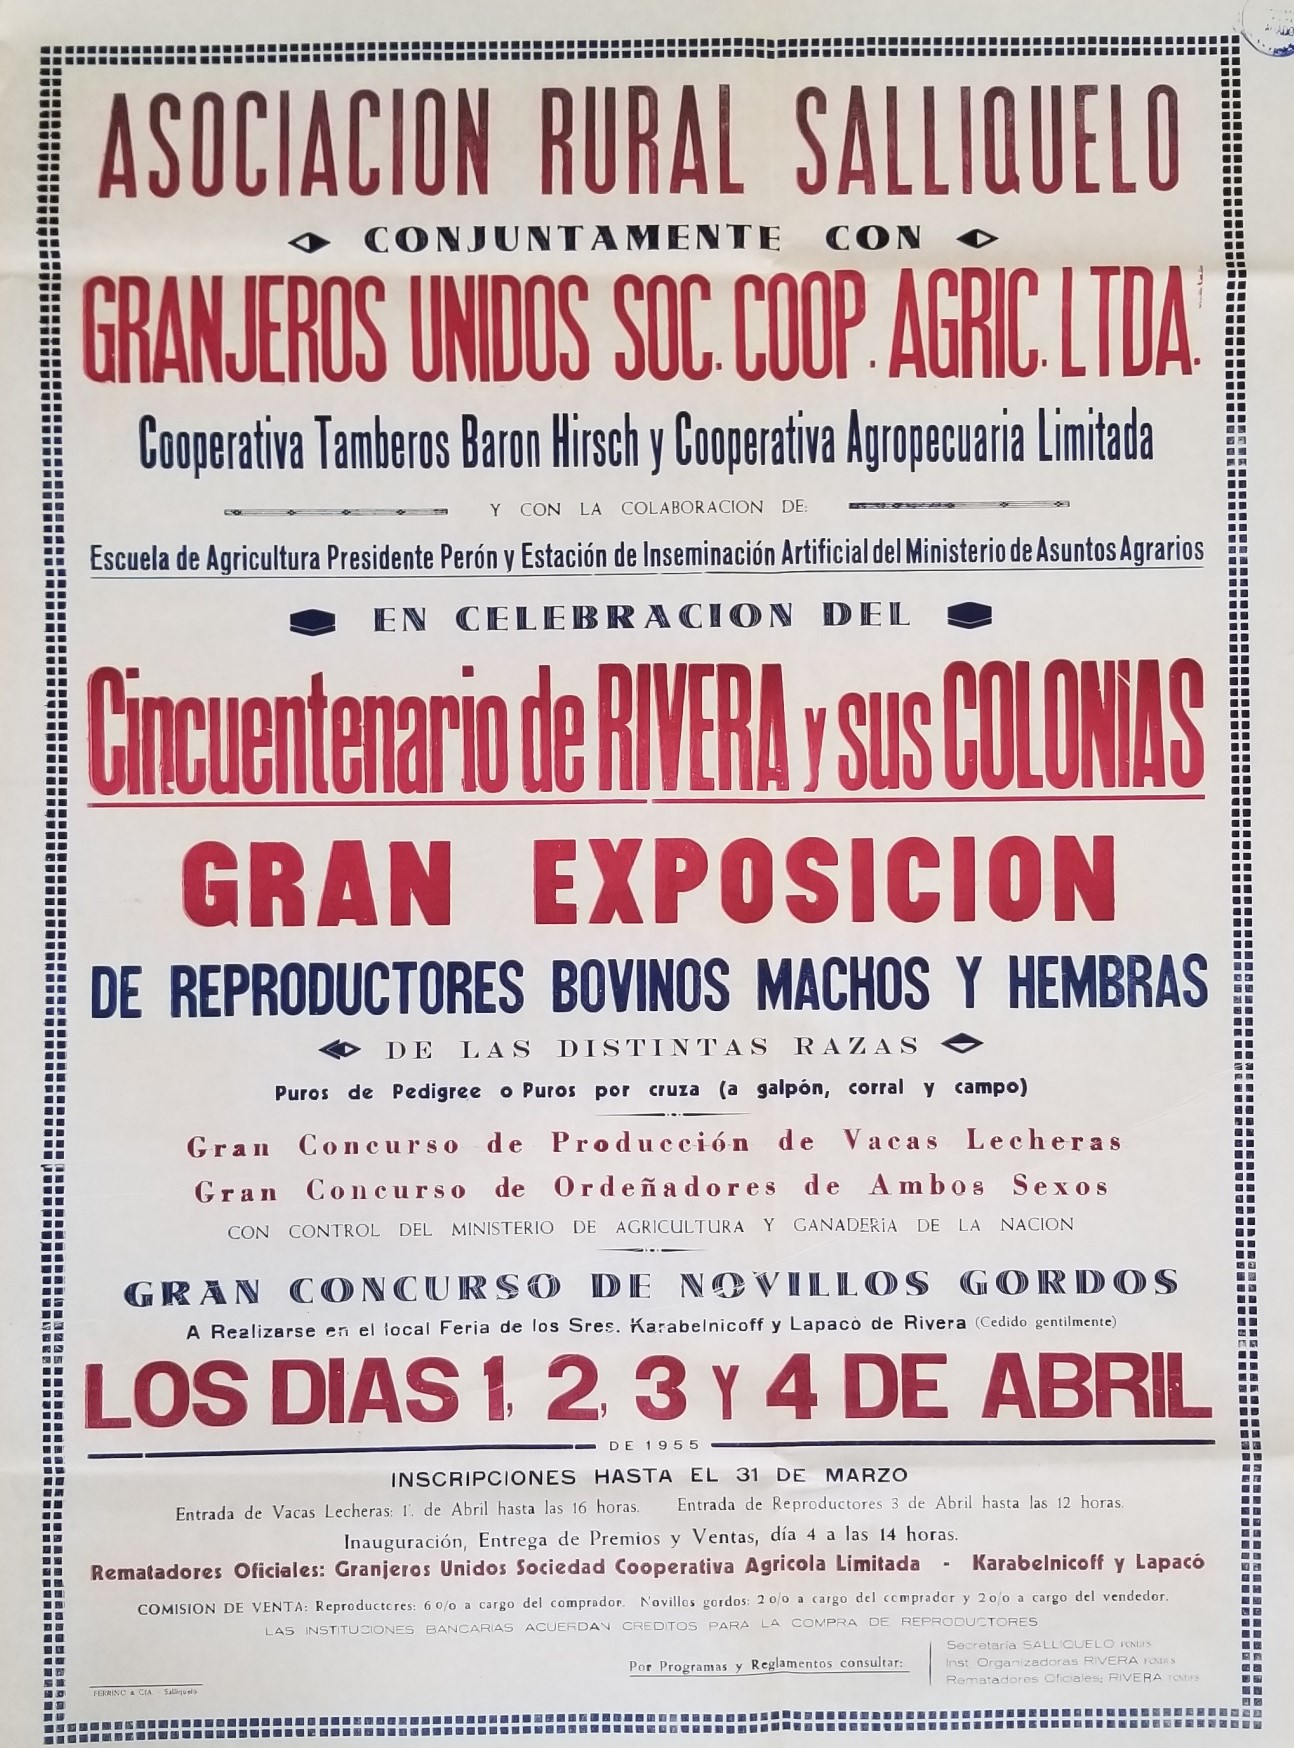 ASOCIACION RURAL SALLIQUELO
CONJUNTAMENTE CON
GRANJEROS UNIDOS SOC. COOP. AGRIC. LTDA.
Cooperativa Tamberos Baron Hirsch y Cooperativa Agropecuaria Limitada
Y CON LA COLABORACION DE:
Escuela de Agricultura Presidente Perón y Estación de Inseminación Artificial del Ministerio de Asuntos Agrarios
EN CELEBRACION DEL
Cincuentenario de RIVERA y sus COLONIAS
GRAN EXPOSICION
DE REPRODUCTORES BOVINOS MACHOS Y HEMBRAS
DE LAS DISTINTAS RAZAS
Puros de Pedigree o Puros por cruza (a galpón, corral y campo)
Gran Concurso de Producción de Vacas Lecheras
Gran Concurso de Ordeñadores de Ambos Sexos
CON CONTROL DEL MINISTERIO DE AGRICULTURA Y GANADERiA DE LA NACION
GRAN CONCURSO DE NOVILLOS GORDOS
A Realizarse en el local Feria de los Sres. Karabelnicoff y Lapacó de Rivera (Cedido gentilmente)
LOS DIAS 1, 2, 3 Y 4 DE ABRIL
DE 1955
INSCRIPCIONES HASTA EL 31 DE MARZO
Entrada de Vacas Lecheras: 1°. de Abril hasta las 16 horas. Entrada de Reproductores 3 de Abril hasta las 12 horas.
Inauguración, Entrega de Premios y Ventas, día 4 a las 14 horas.
Rematadores Oficiales: Granjeros Unidos Sociedad Cooperativa Agricola Limitada - Karabelnicoff y Lapacó
COMISION DE VENTA: Reproductores: 6 o/o a cargo del comprador. Novillos gordos: 2 o/o a cargo del comprador y 2 o/o a cargo del vendedor.
LAS INSTITUCIONES BANCARIAS ACUERDAN CREDITOS PARA LA COMPRA DE REPRODUCTORES
Por Programas y Reglamentos consultar:
Secretaría SALLIQUELO FCNDFS
Inst. Organizadoras RIVERA FCNDFS
Rematadores Oficiales; RIVERA FCNDFS
FERRINO & CIA. - Salliqueló